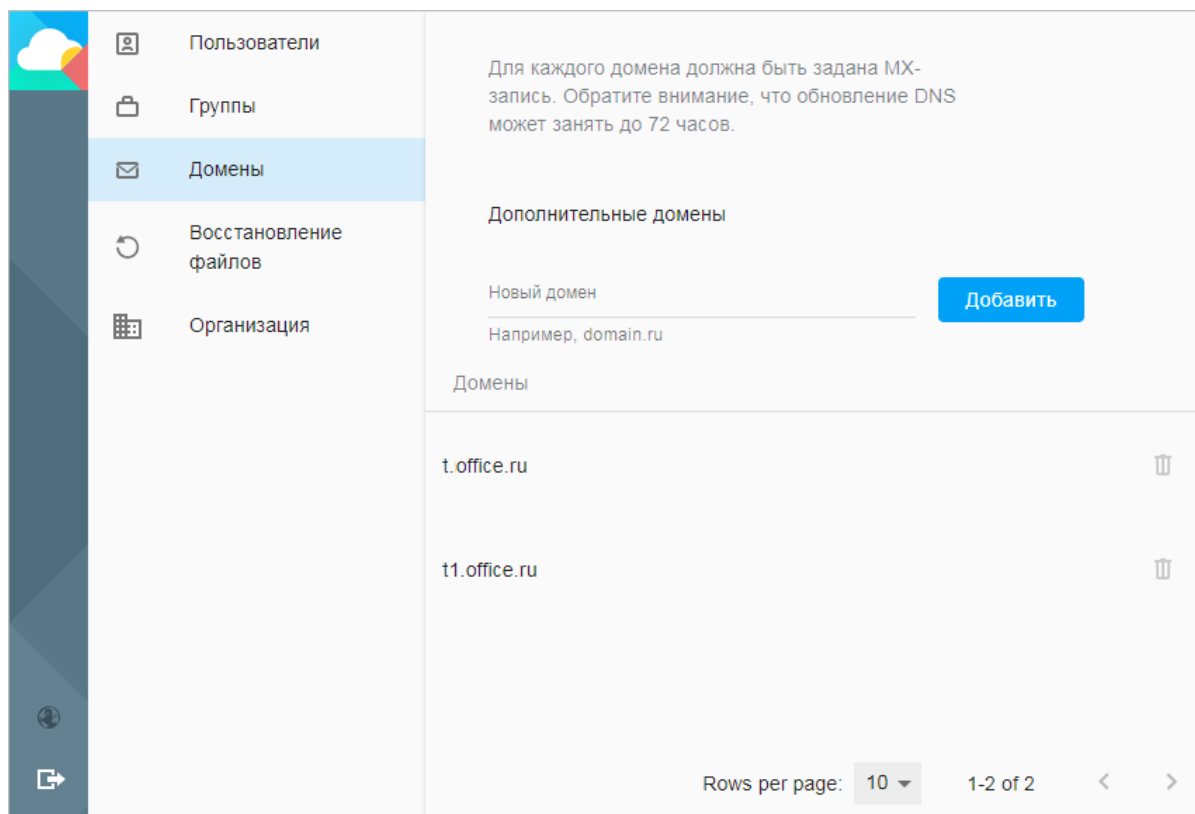 Пользователи
Группы
Домены
Восстановление
файлов
Организация
Для каждого домена должна быть задана MX-
запись. Обратите внимание, что обновление DNS
может занять до 72 часов.
Дополнительные домены
Новый домен
Добавить
Например, domain.ru
Домены
t.office.ru
t1.office.ru
Rows per page: 10 1-2 of 2